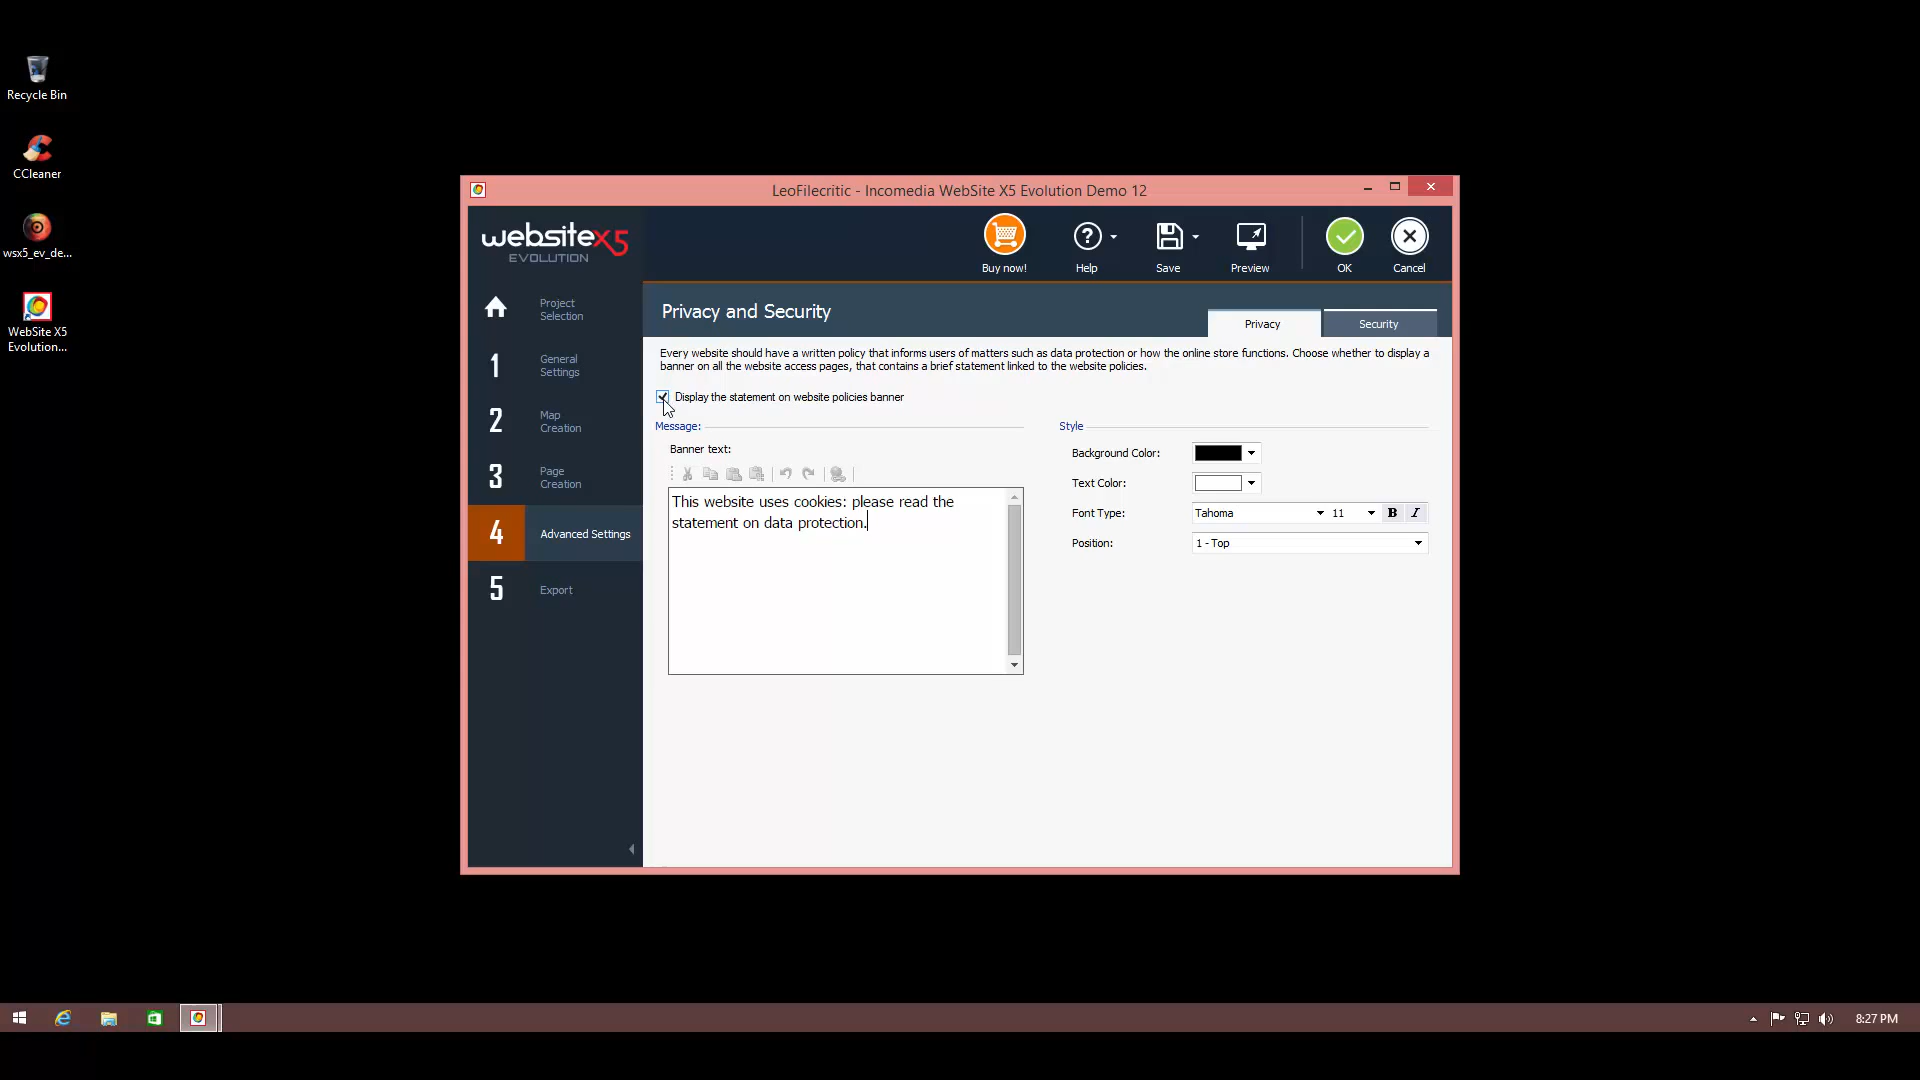 Recycle Bin
CCleaner
wsx5_ev_de...
WebSite X5
Evolution...
LeoFilecritic - Incomedia WebSite X5 Evolution Demo 12
websitex5
EVOLUTION
Buy now!
Help
Save
Preview
OK
Cancel
Project
Selection
1
General
Settings
2
Map
Creation
3
Page
Creation
4
Advanced Settings
5
Export
Privacy and Security
Privacy
Security
Every website should have a written policy that informs users of matters such as data protection or how the online store functions. Choose whether to display a
banner on all the website access pages, that contains a brief statement linked to the website policies.
Display the statement on website policies banner
Message:
Banner text:
This website uses cookies: please read the
statement on data protection.
Style
Background Color:
Text Color:
Font Type:
Tahoma
11
B
I
Position:
1 - Top
8:27 PM